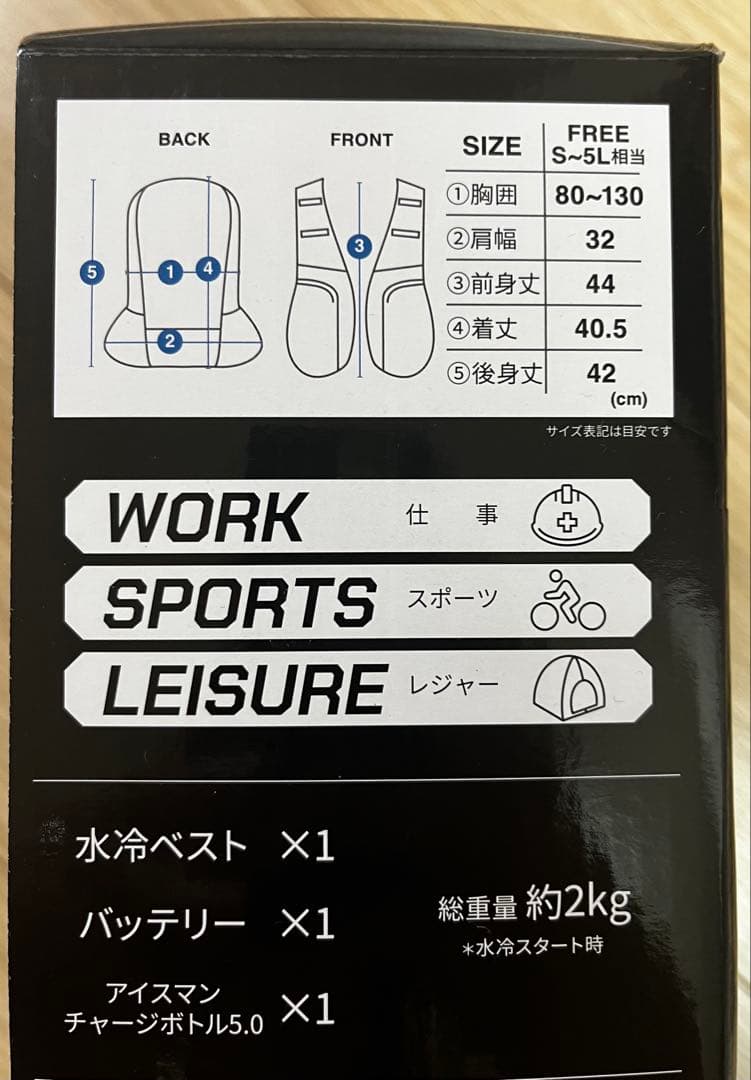 BACK
FRONT
SIZE
FREE
S~5L相当
①胸囲
80~130
②肩幅
32
③前身丈
44
④着丈
40.5
⑤後身丈
42
(cm)
5
1
4
2
3
サイズ表記は目安です
WORK 仕 事
SPORTS スポーツ
LEISURE レジャー
水冷ベスト ×1
バッテリー ×1
アイスマン
チャージボトル5.0 ×1
総重量 約2kg
*水冷スタート時